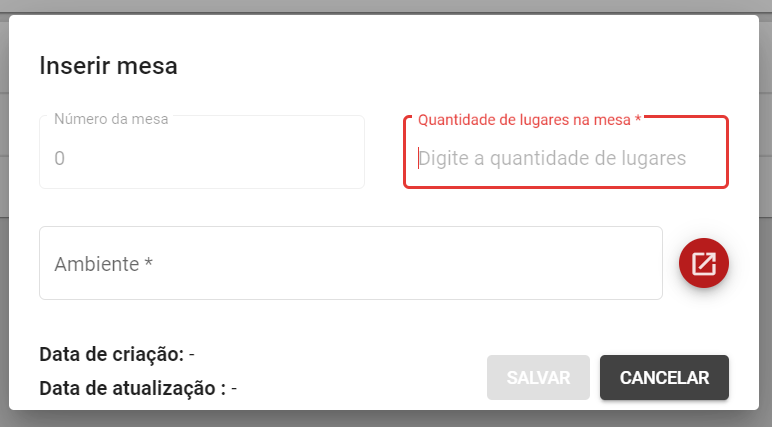 Inserir mesa
Número da mesa
0
Quantidade de lugares na mesa *
Digite a quantidade de lugares
Ambiente *
Data de criação: -
Data de atualização : -
SALVAR
CANCELAR